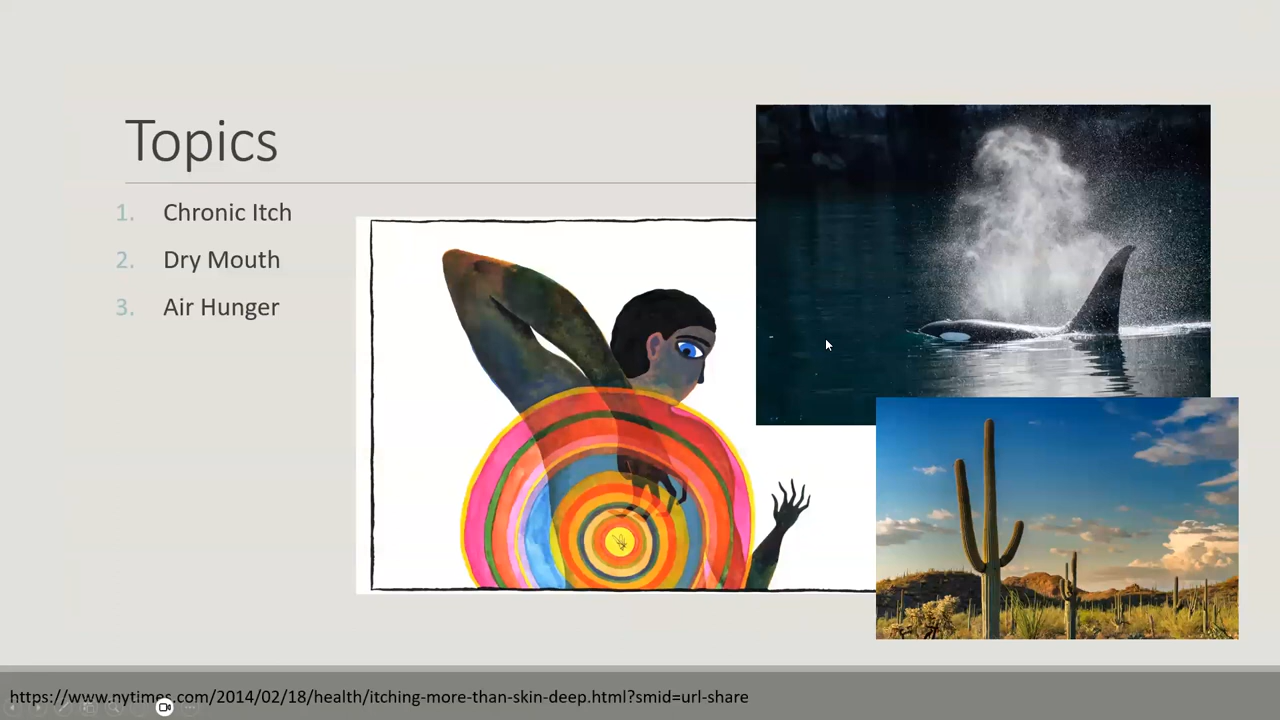 Topics
1. Chronic Itch
2. Dry Mouth
3. Air Hunger
https://www.nytimes.com/2014/02/18/health/itching-more-than-skin-deep.html?smid=url-share